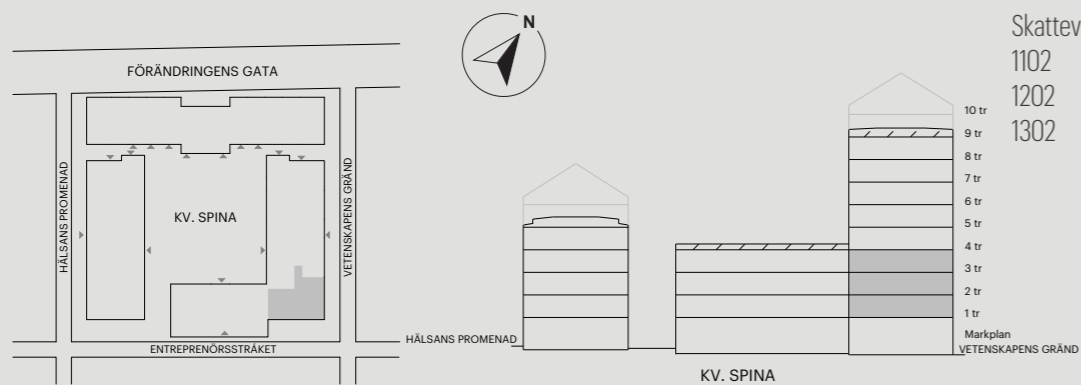 FÖRÄNDRINGENS GATA
HÄLSANS PROMENAD
KV. SPINA
VETENSKAPENS GRÄND
ENTREPRENÖRSSTRÅKET
N
Skattev
1102
1202
1302
10 tr
9 tr
8 tr
7 tr
6 tr
5 tr
4 tr
3 tr
2 tr
1 tr
Markplan
HÄLSANS PROMENAD
VETENSKAPENS GRÄND
KV. SPINA